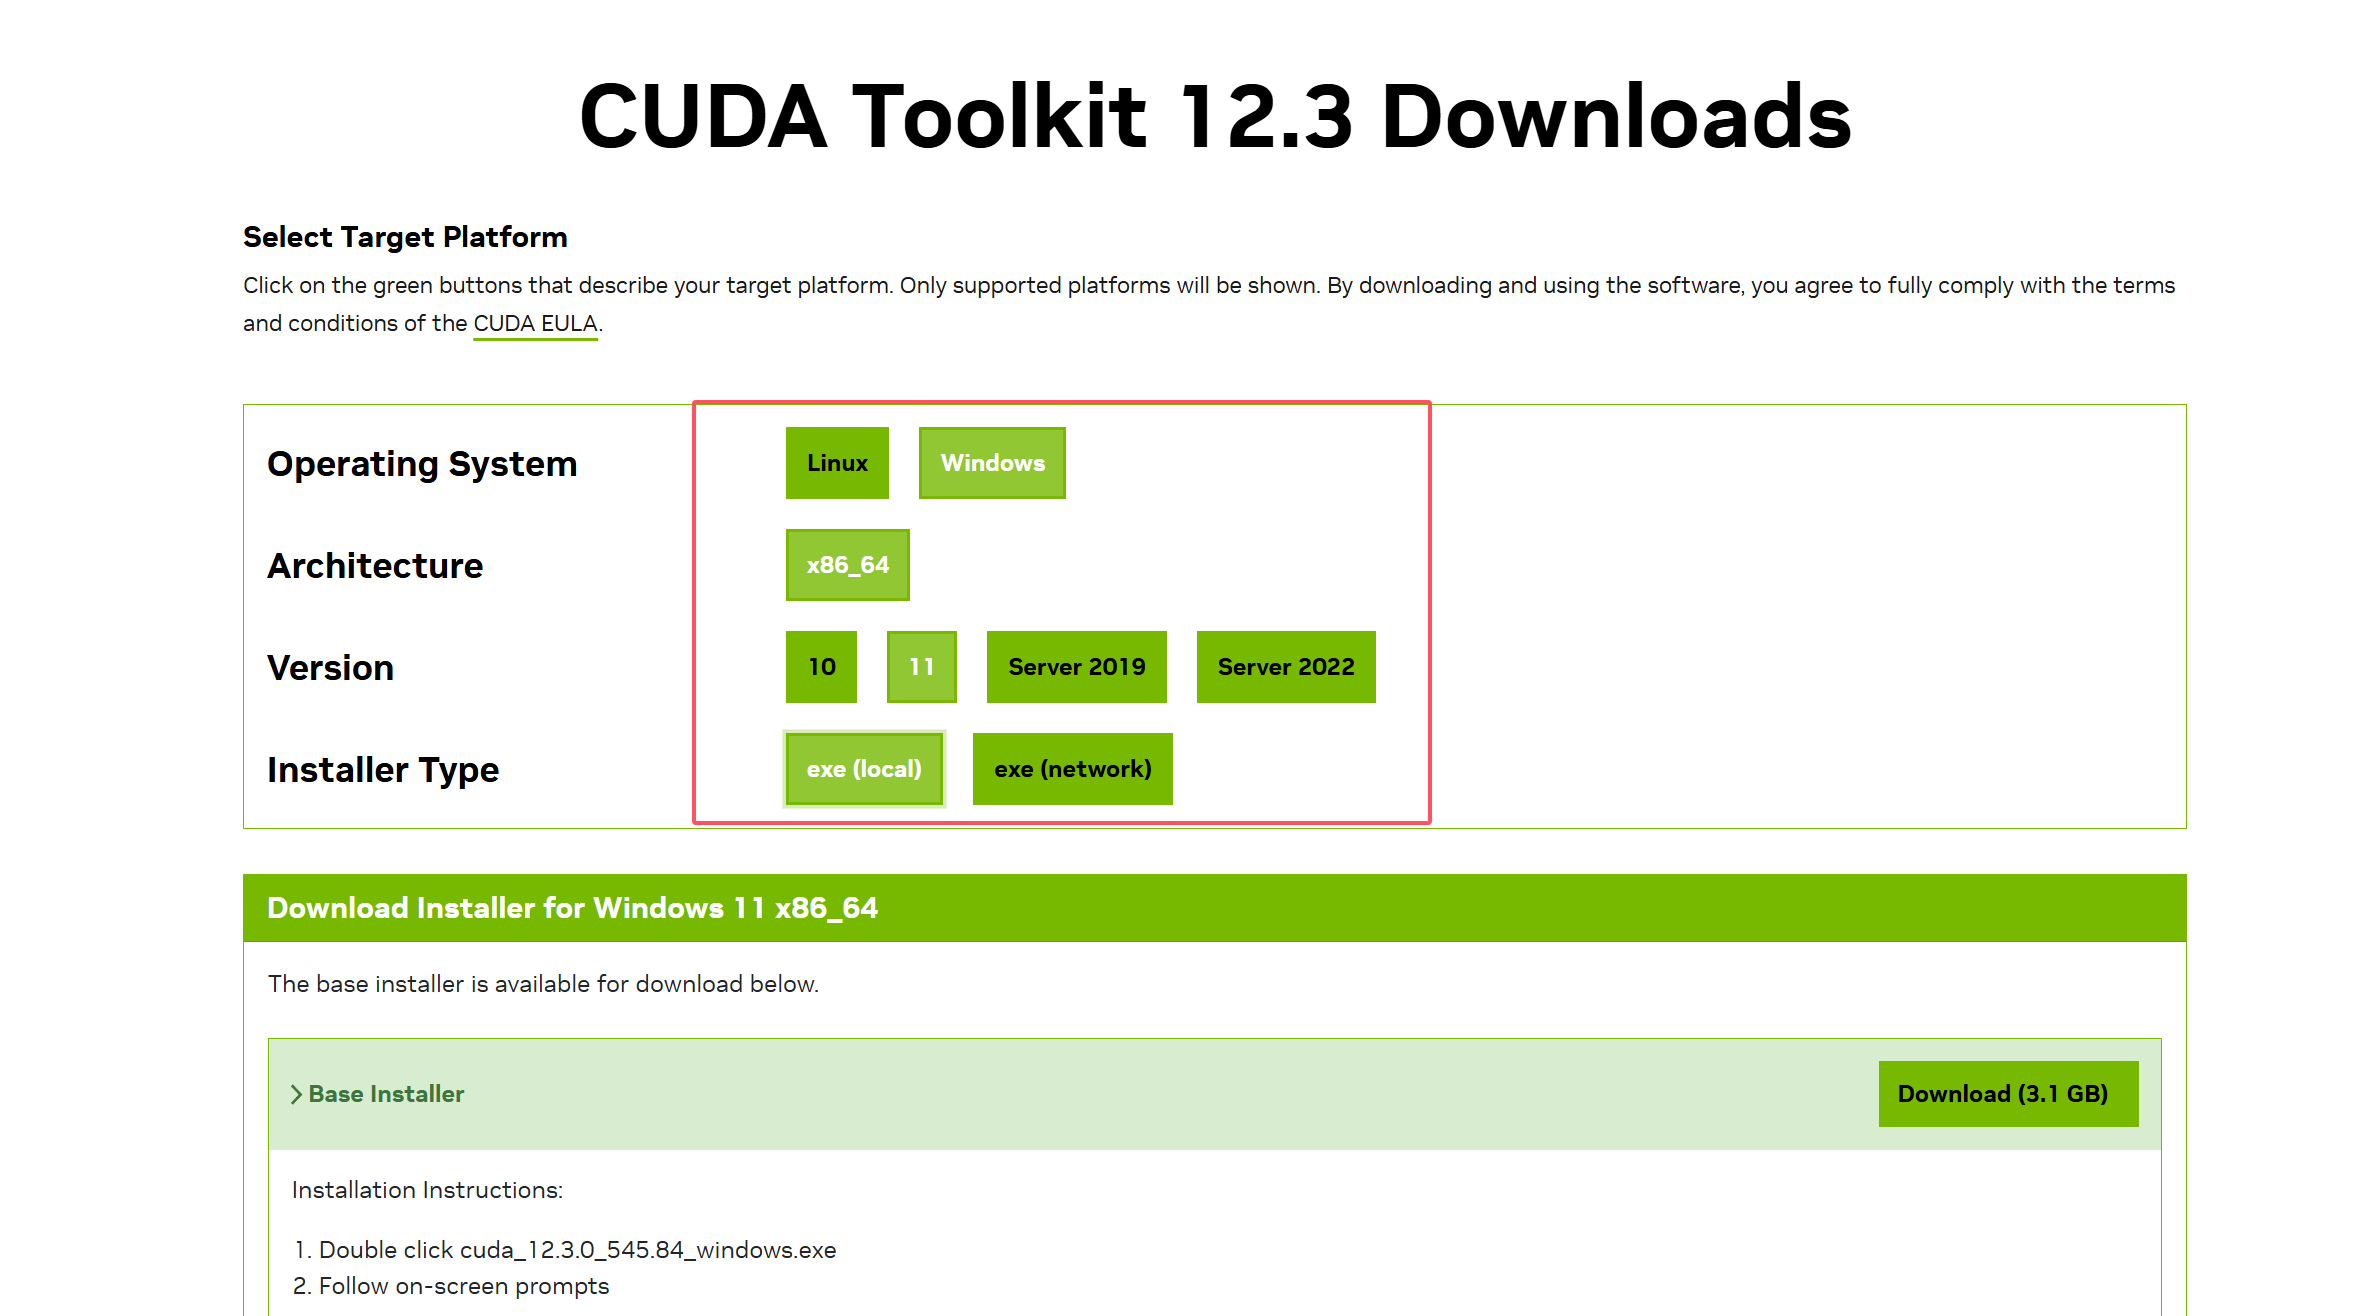 CUDA Toolkit 12.3 Downloads
Select Target Platform
Click on the green buttons that describe your target platform. Only supported platforms will be shown. By downloading and using the software, you agree to fully comply with the terms
and conditions of the CUDA EULA.
Operating System
Linux
Windows
Architecture
x86_64
Version
10
11
Server 2019
Server 2022
Installer Type
exe (local)
exe (network)
Download Installer for Windows 11 x86_64
The base installer is available for download below.
Base Installer
Download (3.1 GB)
Installation Instructions:
1. Double click cuda_12.3.0_545.84_windows.exe
2. Follow on-screen prompts